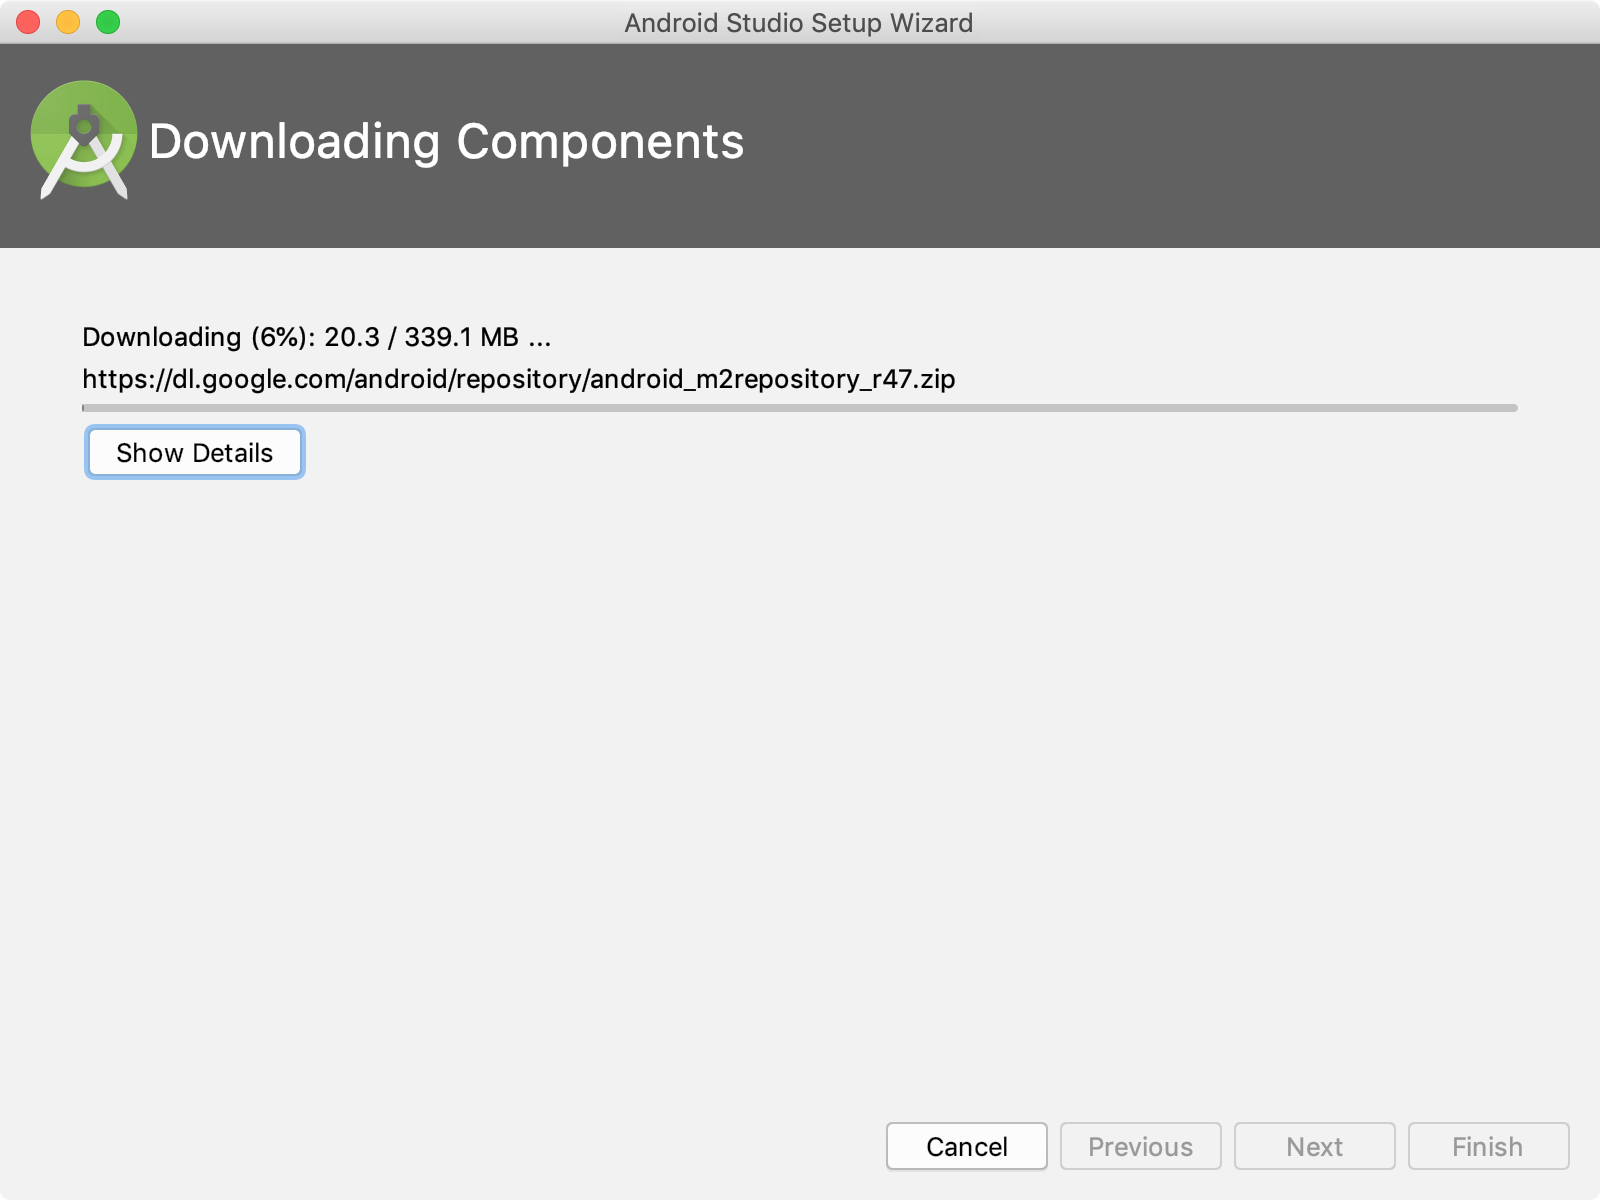 Android Studio Setup Wizard
Downloading Components
Downloading (6%): 20.3 / 339.1 MB ...
https://dl.google.com/android/repository/android_m2repository_r47.zip
Show Details
Cancel Previous Next Finish